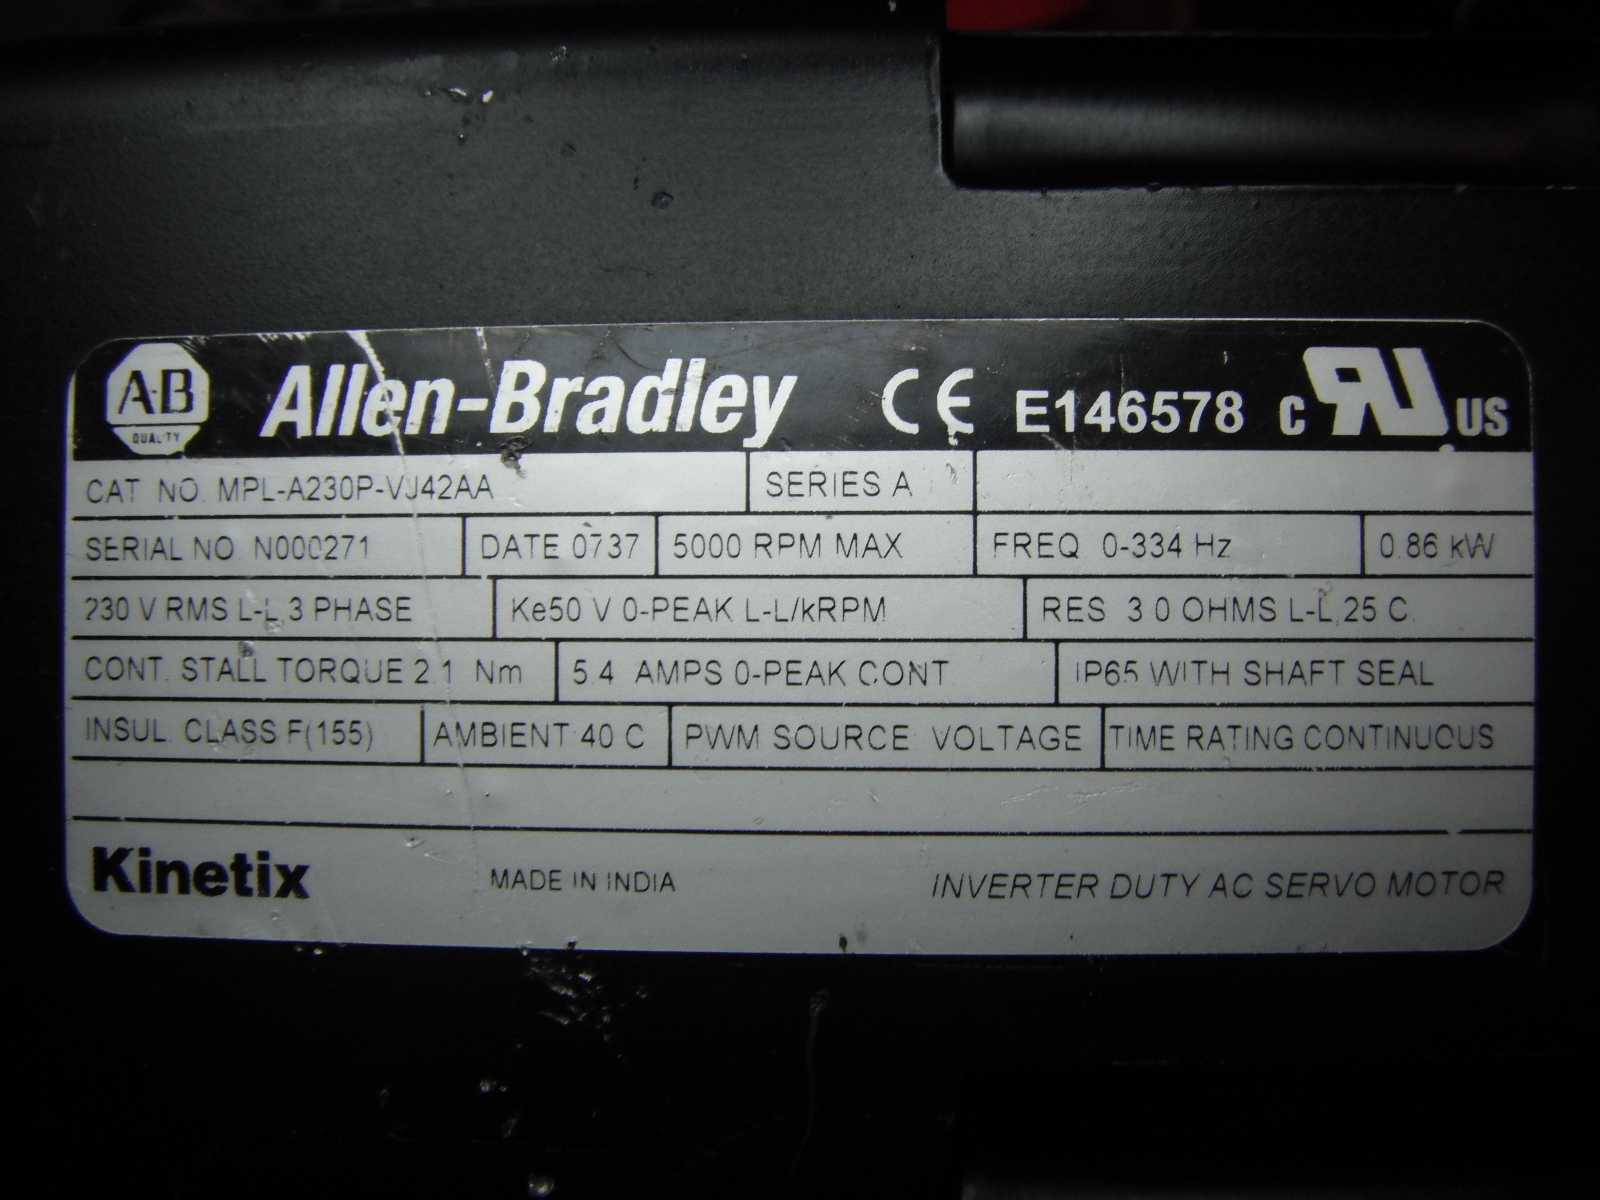 A-B QUALITY Allen-Bradley CE E146578 C RU US
CAT NO. MPL-A230P-VJ42AA SERIES A
SERIAL NO. N000271 DATE 0737 5000 RPM MAX FREQ 0-334 Hz 0.86 kW
230 V RMS L-L 3 PHASE Ke50 V 0-PEAK L-L/kRPM RES 3.0 OHMS L-L,25 C
CONT. STALL TORQUE 2.1 Nm 5.4 AMPS 0-PEAK CONT. IP65 WITH SHAFT SEAL
INSUL. CLASS F(155) AMBIENT 40 C PWM SOURCE VOLTAGE TIME RATING CONTINUOUS
Kinetix MADE IN INDIA INVERTER DUTY AC SERVO MOTOR